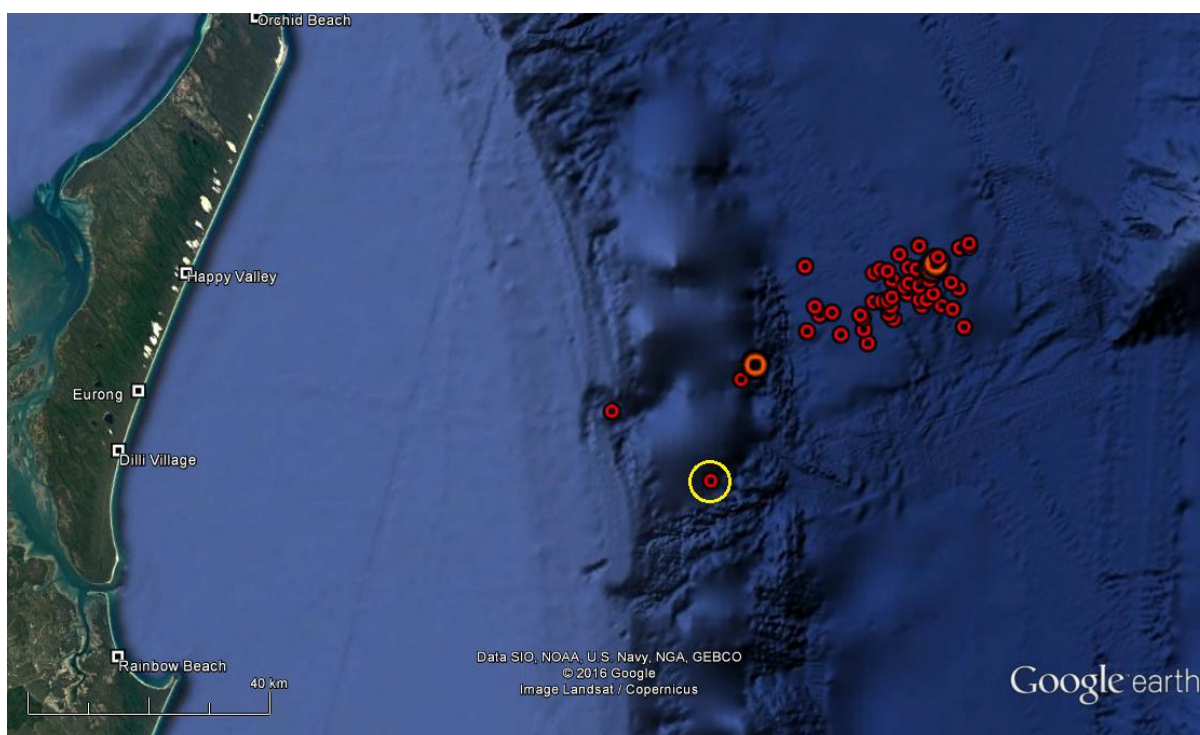 Orchid Beach
Happy Valley
Eurong
Dilli Village
Rainbow Beach
40 km
Data SIO, NOAA, U.S. Navy, NGA, GEBCO
© 2016 Google
Image Landsat / Copernicus
Google earth